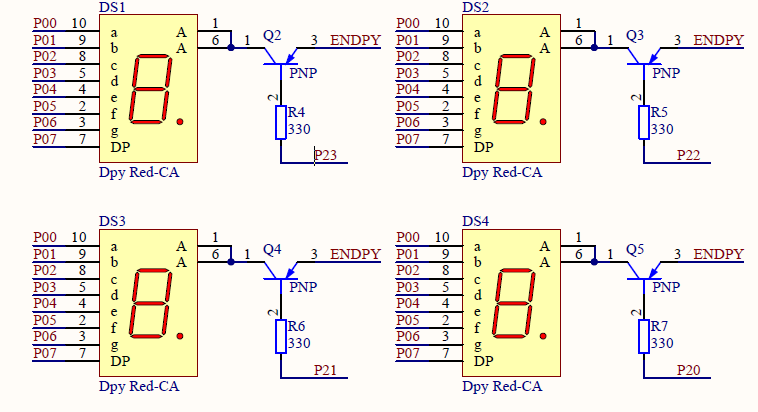 DS1
P00 10 a A 1
P01 9 b A 6 1 Q2 3 ENDPY
P02 8 c
P03 5 d PNP
P04 4 e 2
P05 2 f R4
P06 3 g 330
P07 7 DP
P23
Dpy Red-CA
DS2
P00 10 a A 1
P01 9 b A 6 1 Q3 3 ENDPY
P02 8 c
P03 5 d PNP
P04 4 e 2
P05 2 f R5
P06 3 g 330
P07 7 DP
P22
Dpy Red-CA
DS3
P00 10 a A 1
P01 9 b A 6 1 Q4 3 ENDPY
P02 8 c
P03 5 d PNP
P04 4 e 2
P05 2 f R6
P06 3 g 330
P07 7 DP
P21
Dpy Red-CA
DS4
P00 10 a A 1
P01 9 b A 6 1 Q5 3 ENDPY
P02 8 c
P03 5 d PNP
P04 4 e 2
P05 2 f R7
P06 3 g 330
P07 7 DP
P20
Dpy Red-CA